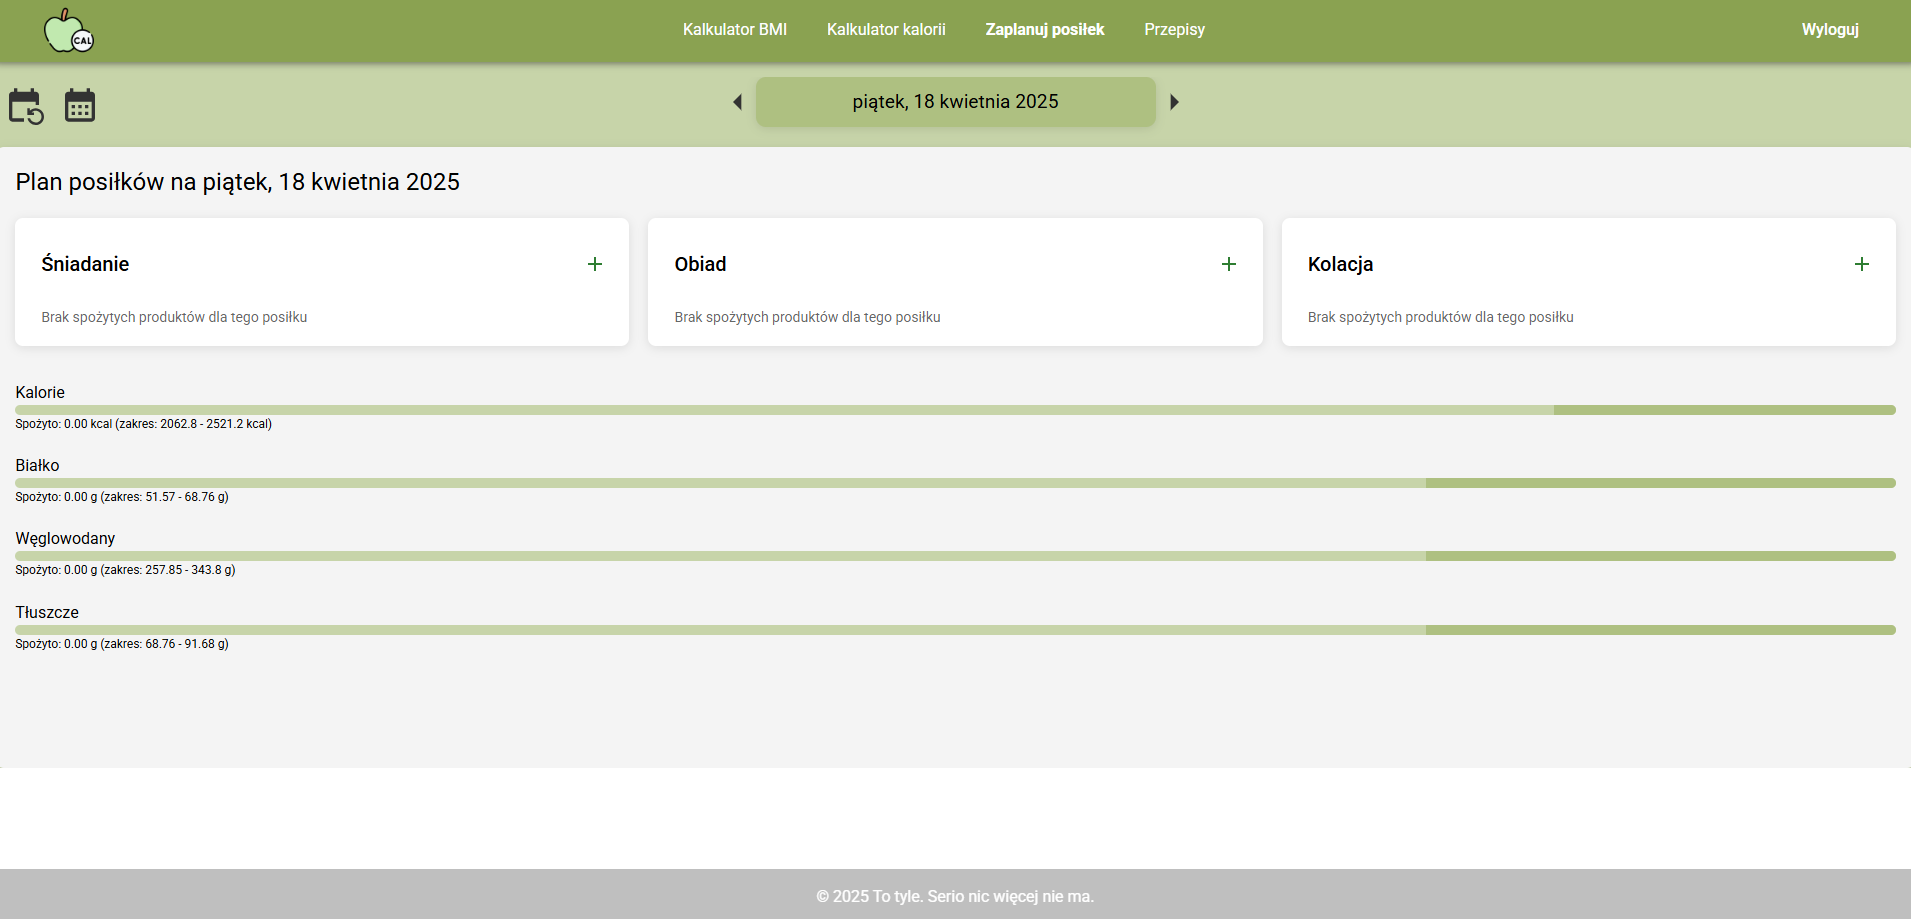 CAL
Kalkulator BMI
Kalkulator kalorii
Zaplanuj posiłek
Przepisy
Wyloguj
piątek, 18 kwietnia 2025
Plan posiłków na piątek, 18 kwietnia 2025
Śniadanie
Brak spożytych produktów dla tego posiłku
Obiad
Brak spożytych produktów dla tego posiłku
Kolacja
Brak spożytych produktów dla tego posiłku
Kalorie
Spożyto: 0.00 kcal (zakres: 2062.8 - 2521.2 kcal)
Białko
Spożyto: 0.00 g (zakres: 51.57 - 68.76 g)
Węglowodany
Spożyto: 0.00 g (zakres: 257.85 - 343.8 g)
Tłuszcze
Spożyto: 0.00 g (zakres: 68.76 - 91.68 g)
© 2025 To tyle. Serio nic więcej nie ma.